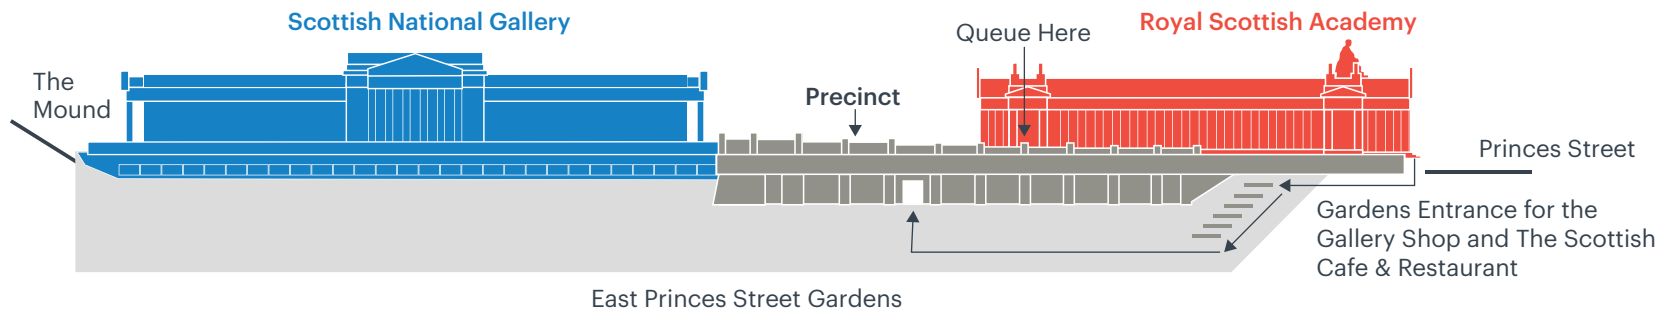 Scottish National Gallery
Royal Scottish Academy
Queue Here
The
Mound
Precinct
Princes Street
Gardens Entrance for the
Gallery Shop and The Scottish
Cafe & Restaurant
East Princes Street Gardens